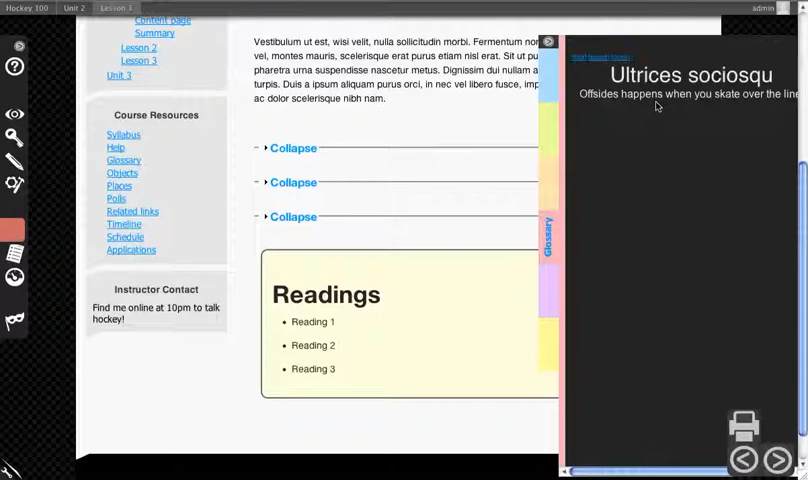 Hockey 100 Unit 2 Lesson 1 admin
Content page
Summary
Lesson 2
Lesson 3
Unit 3
Course Resources
Syllabus
Help
Glossary
Objects
Places
Polls
Related links
Timeline
Schedule
Applications
Instructor Contact
Find me online at 10pm to talk
hockey!
Vestibulum ut est, wisi velit, nulla sollicitudin morbi. Fermentum non
vel, montes mauris, scelerisque erat purus etiam nisl erat. Sit ut pu
pharetra urna suspendisse nascetur metus. Dignissim dui nullam a
turpis. Duis a ipsum aliquam purus orci, in nec vel libero fusce, imp
ac dolor scelerisque nibh nam.
Collapse
Collapse
Collapse
Readings
• Reading 1
• Reading 2
• Reading 3
Glossary
Ultrices sociosqu
Offsides happens when you skate over the line